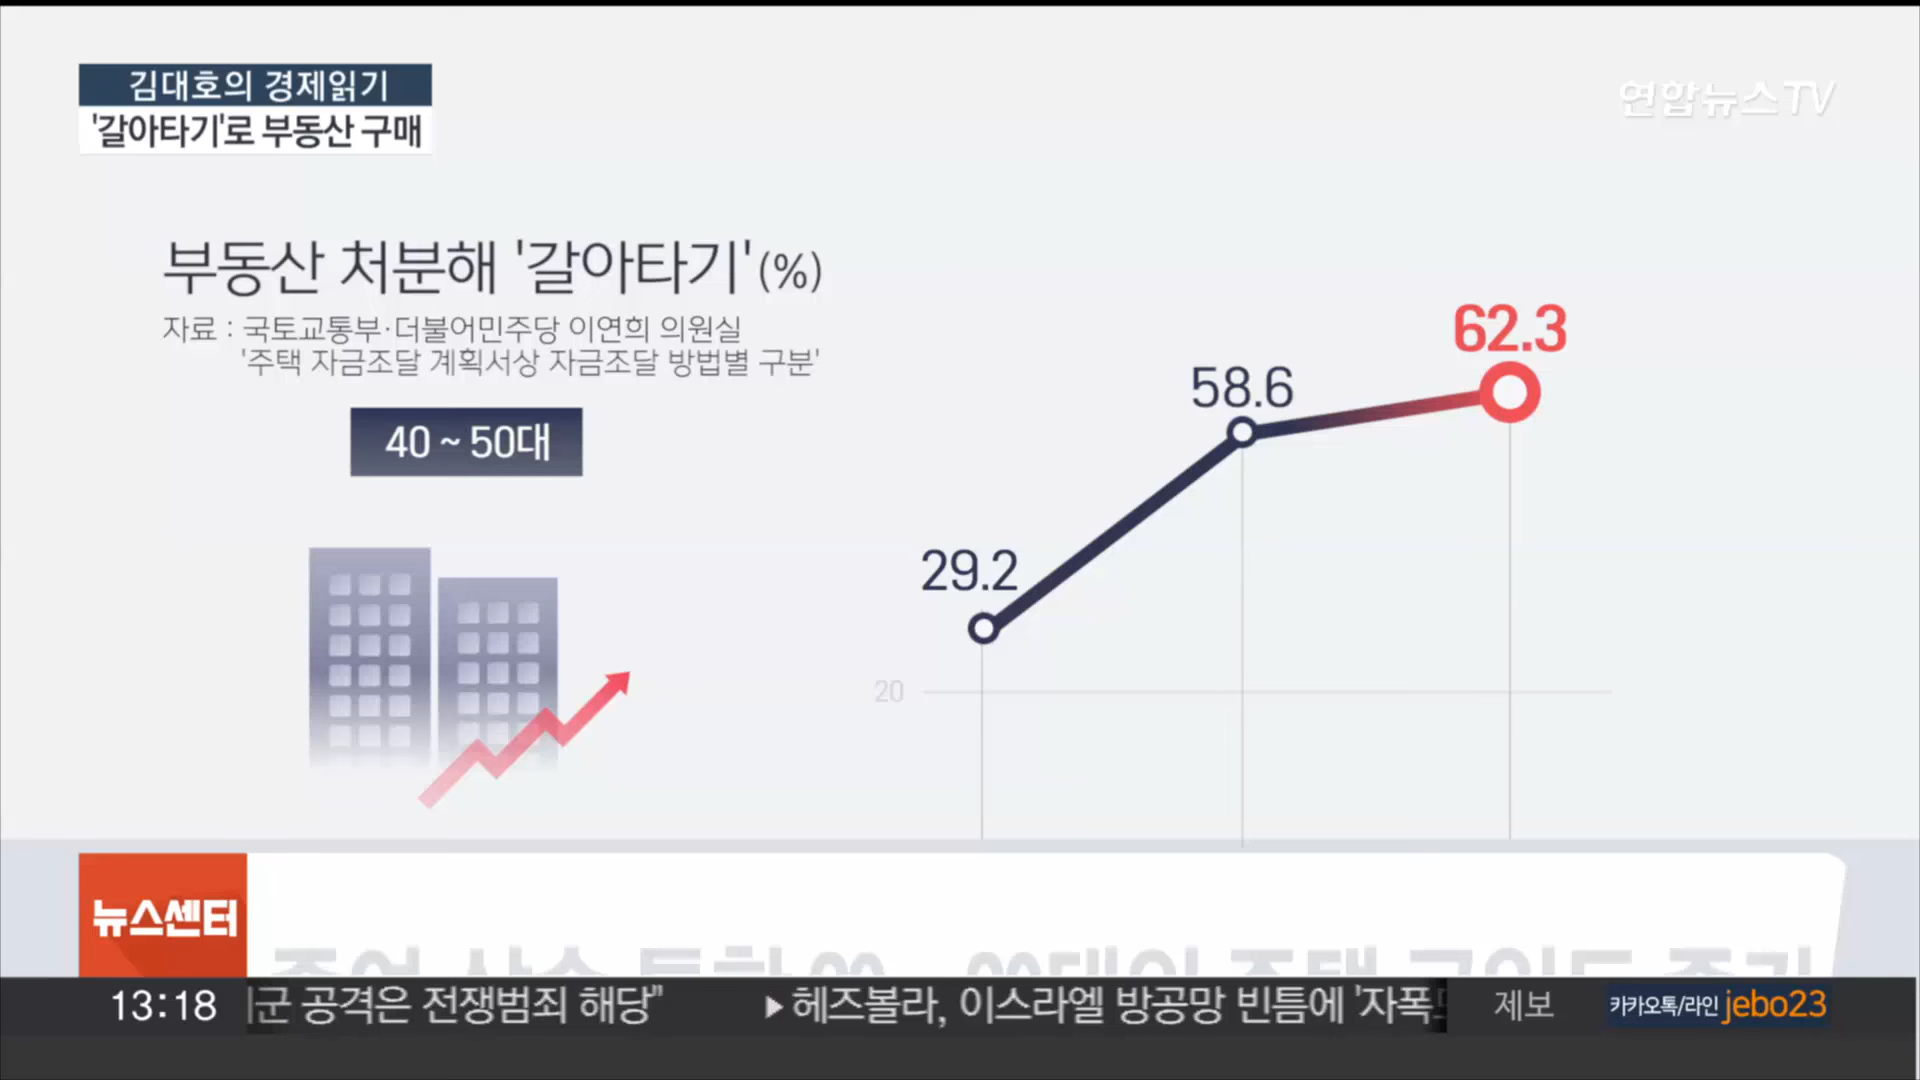 김대호의 경제읽기
'갈아타기'로 부동산 구매
연합뉴스TV
부동산 처분해 '갈아타기'(%)
자료 : 국토교통부·더불어민주당 이연희 의원실
'주택 자금조달 계획서상 자금조달 방법별 구분'
40 ~ 50대
62.3
58.6
29.2
20
뉴스센터
13:18
공격은 전쟁범죄 해당” ▶헤즈볼라, 이스라엘 방공망 빈틈에
제보
카카오톡/라인 jebo23